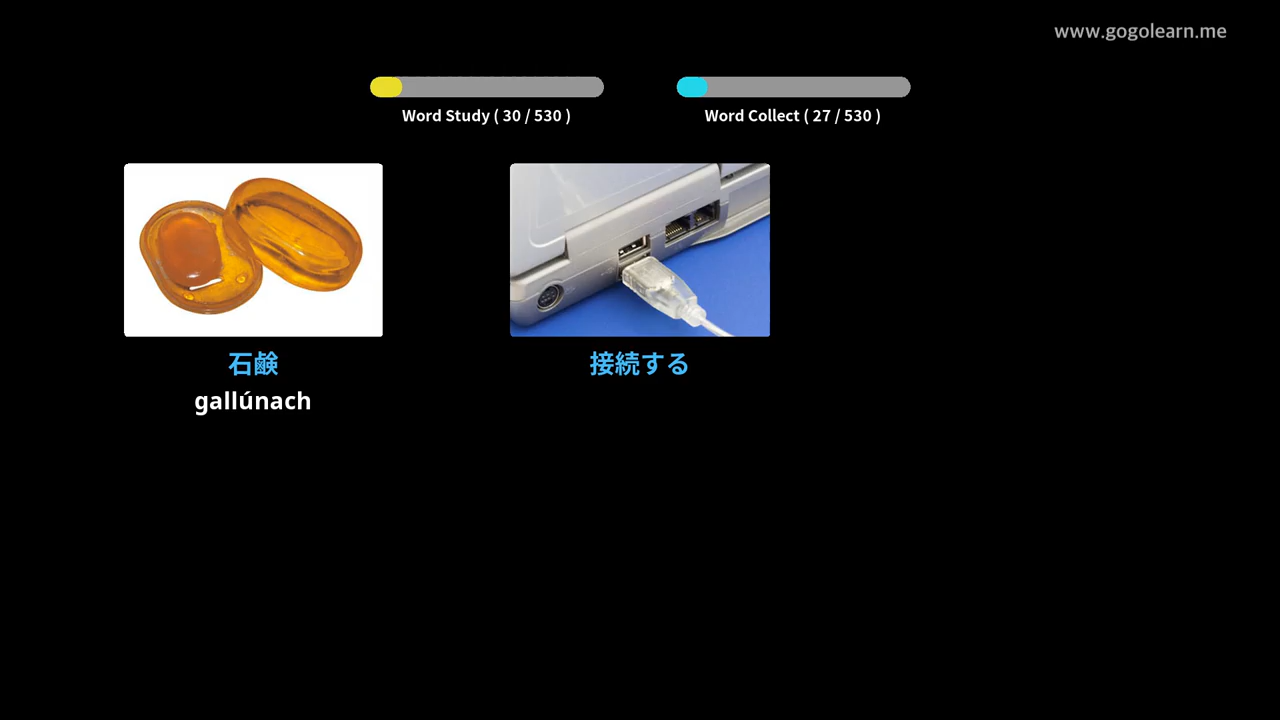 www.gogolearn.me
Word Study ( 30 / 530 )
Word Collect ( 27 / 530 )
石鹸
gallúnach
接続する